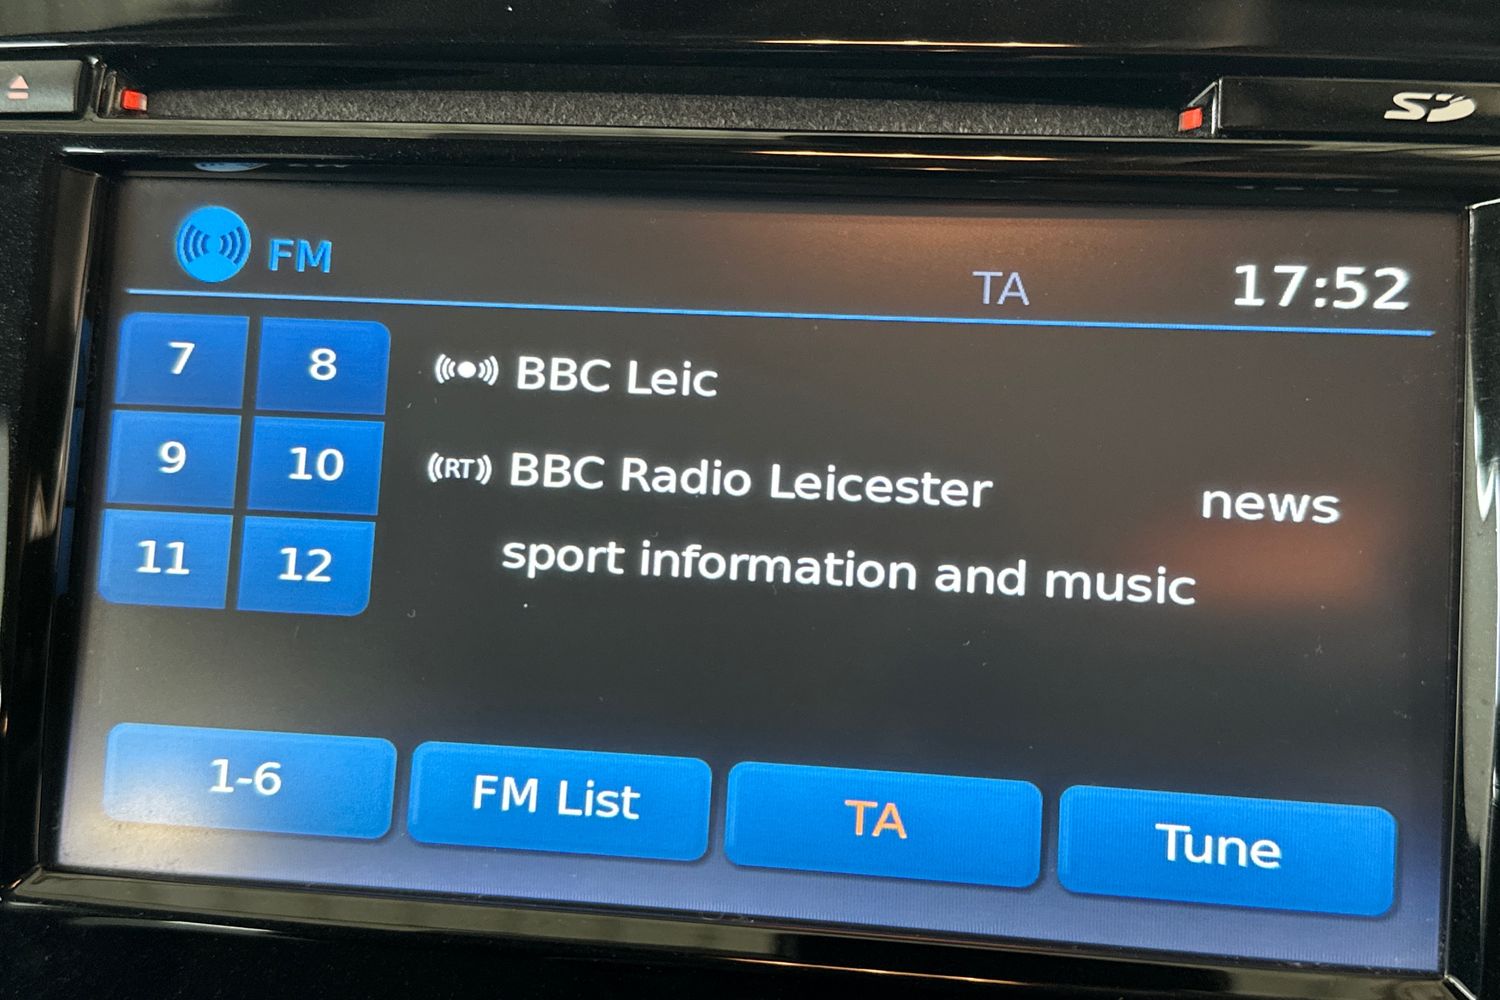 SD
FM TA 17:52
7 8 BBC Leic
9 10 RT BBC Radio Leicester news
11 12 sport information and music
1-6 FM List TA Tune